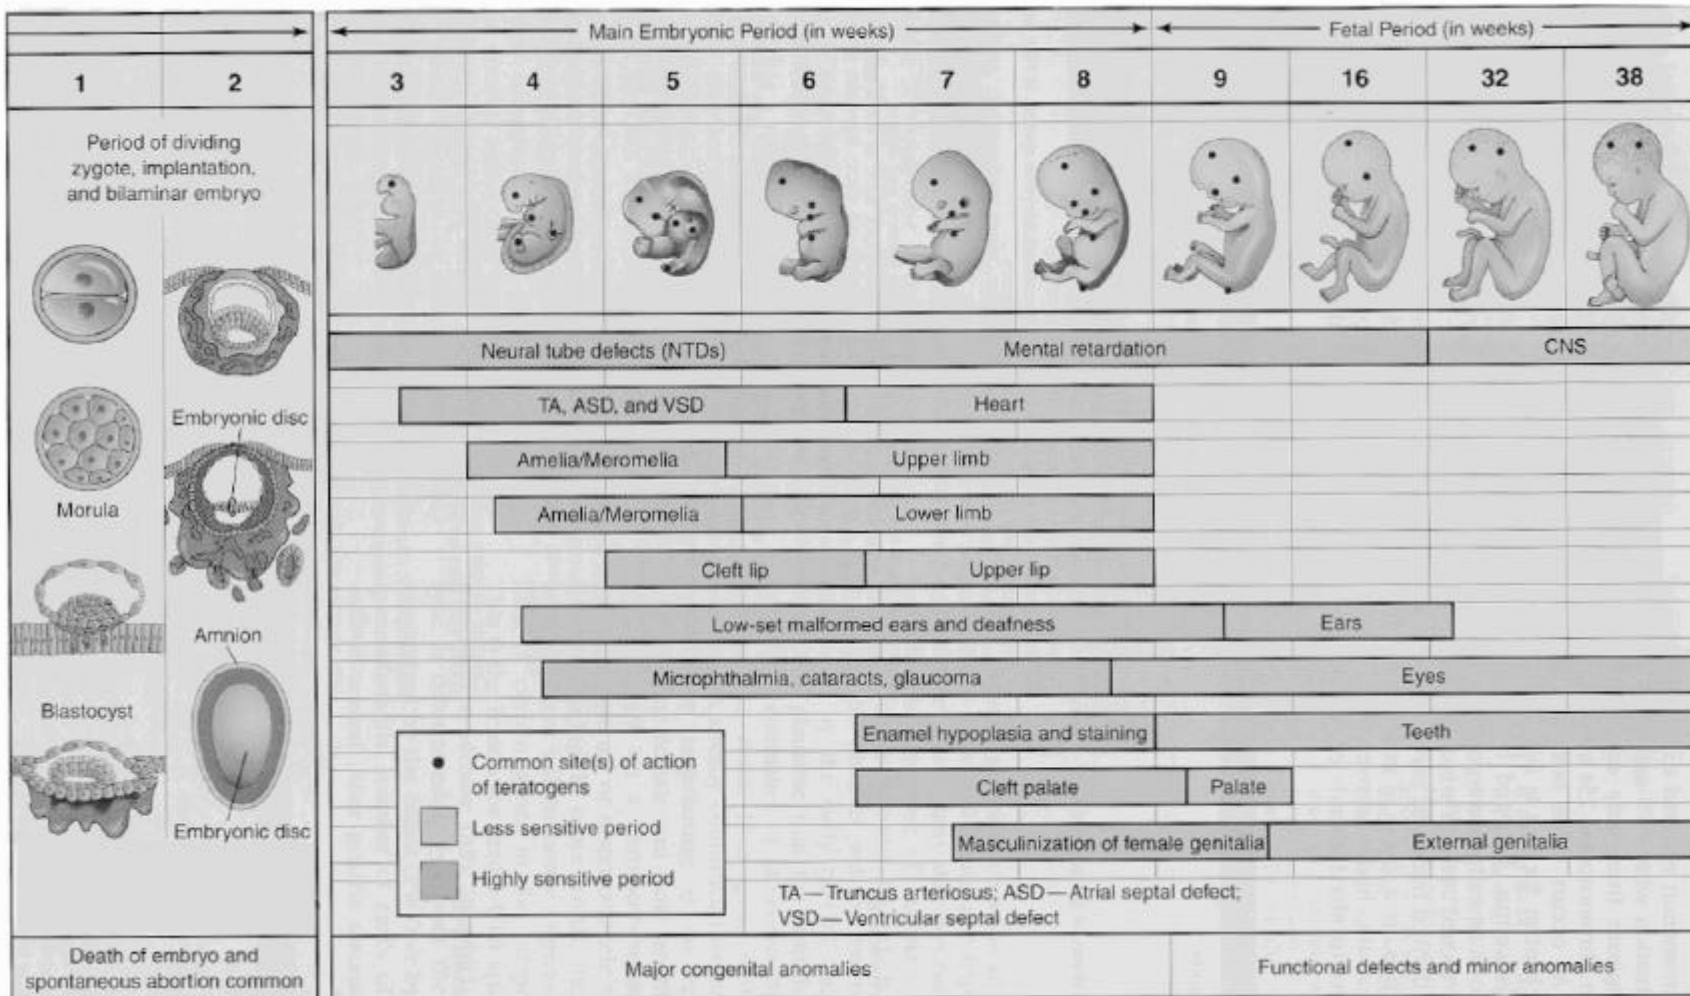 Main Embryonic Period (in weeks)
Fetal Period (in weeks)
1
2
3
4
5
6
7
8
9
16
32
38
Period of dividing
zygote, implantation,
and bilaminar embryo
Embryonic disc
Morula
Amnion
Blastocyst
Embryonic disc
Neural tube defects (NTDs)
Mental retardation
CNS
TA, ASD, and VSD
Heart
Amelia/Meromelia
Upper limb
Amelia/Meromelia
Lower limb
Cleft lip
Upper lip
Low-set malformed ears and deafness
Ears
Microphthalmia, cataracts, glaucoma
Eyes
Enamel hypoplasia and staining
Teeth
Cleft palate
Palate
Masculinization of female genitalia
External genitalia
Common site(s) of action
of teratogens
Less sensitive period
Highly sensitive period
TA—Truncus arteriosus; ASD—Atrial septal defect;
VSD—Ventricular septal defect
Death of embryo and
spontaneous abortion common
Major congenital anomalies
Functional defects and minor anomalies